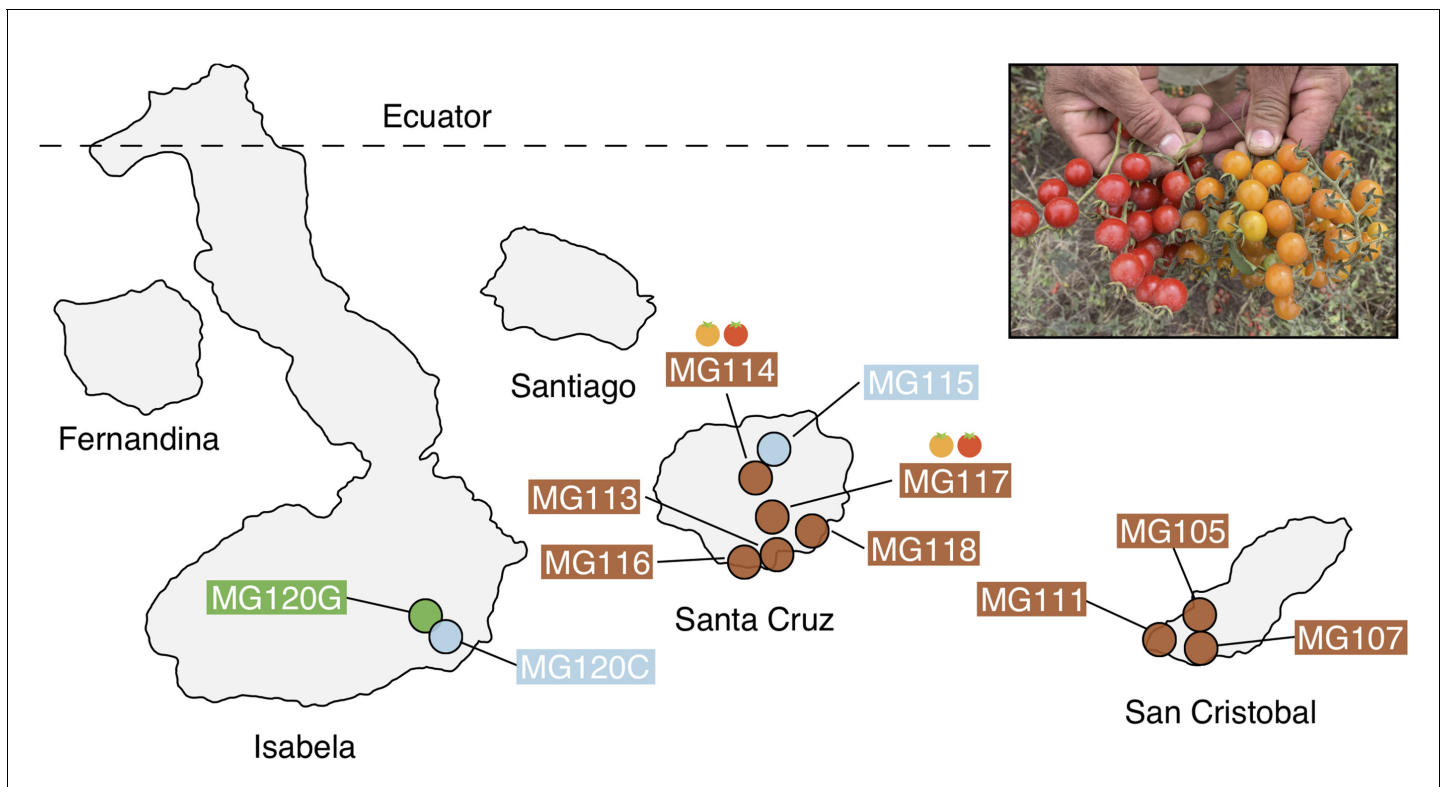 Ecuator
Santiago
Fernandina
MG114
MG115
MG113
MG117
MG116
MG118
Santa Cruz
MG105
MG111
MG107
San Cristobal
MG120G
MG120C
Isabela